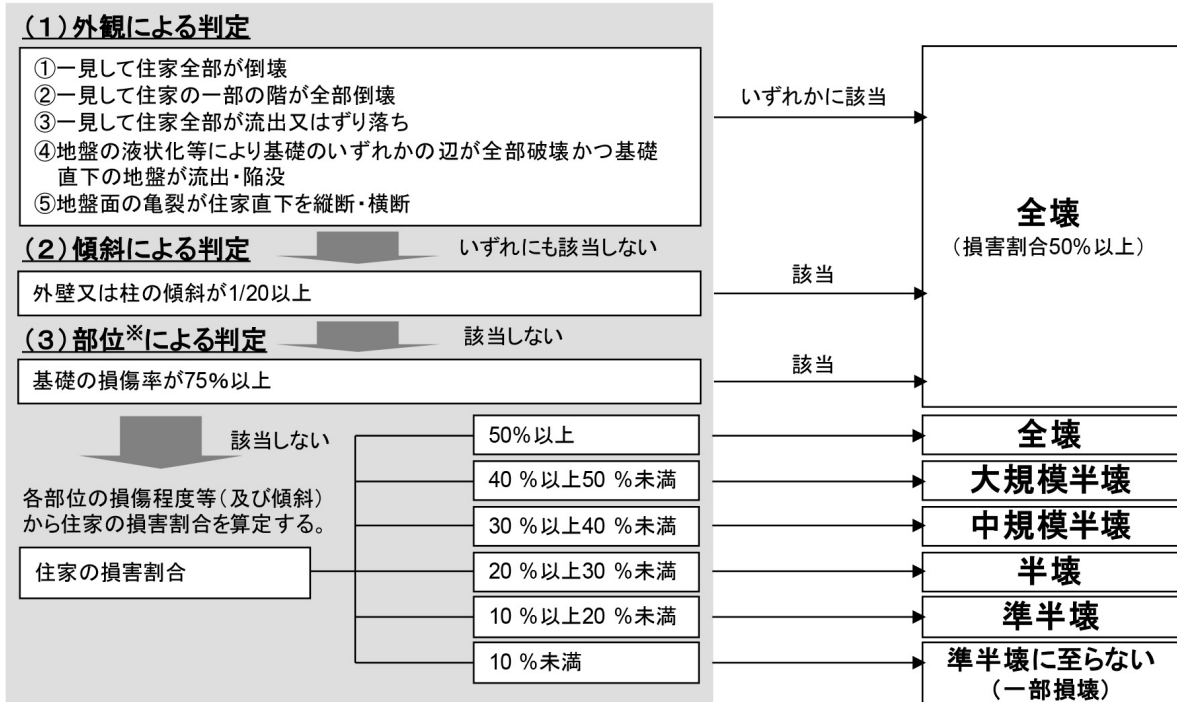 (1)外観による判定
①一見して住家全部が倒壊
②一見して住家の一部の階が全部倒壊
③一見して住家全部が流出又はずり落ち
④地盤の液状化等により基礎のいずれかの辺が全部破壊かつ基礎
直下の地盤が流出・陥没
⑤地盤面の亀裂が住家直下を縦断・横断
いずれかに該当
全壊
(損害割合50%以上)
(2)傾斜による判定
いずれにも該当しない
外壁又は柱の傾斜が1/20以上
該当
(3)部位※による判定
該当しない
基礎の損傷率が75%以上
該当
該当しない
各部位の損傷程度等(及び傾斜)
から住家の損害割合を算定する。
住家の損害割合
50%以上
全壊
40 %以上50 %未満
大規模半壊
30 %以上40 %未満
中規模半壊
20 %以上30 %未満
半壊
10 %以上20 %未満
準半壊
10 %未満
準半壊に至らない
(一部損壊)